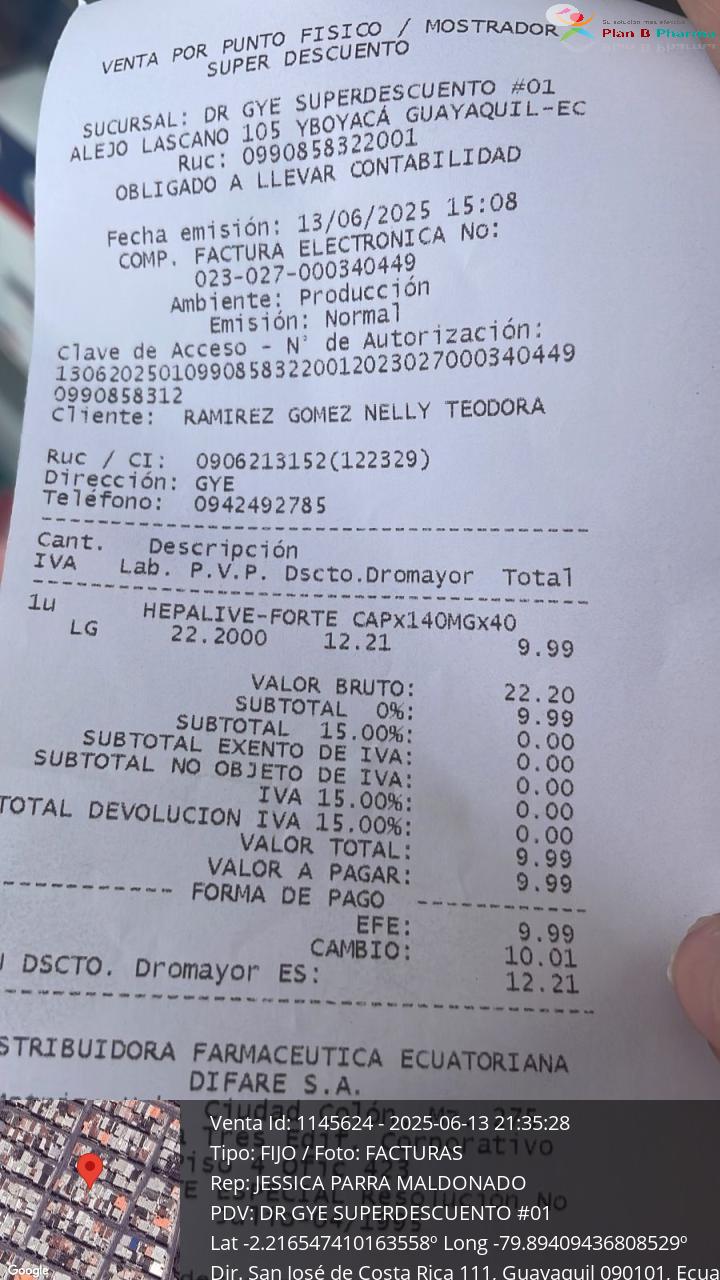 Su solucion mas efectiva
Plan B Pharma
VENTA POR PUNTO FISICO / MOSTRADOR
SUPER DESCUENTO
SUCURSAL: DR GYE SUPERDESCUENTO #01
ALEJO LASCANO 105 YBOYACÁ GUAYAQUIL-EC
Ruc: 0990858322001
OBLIGADO A LLEVAR CONTABILIDAD
Fecha emisión: 13/06/2025 15:08
COMP. FACTURA ELECTRONICA No:
023-027-000340449
Ambiente: Producción
Emisión: Normal
Clave de Acceso - N° de Autorización:
130620250109908583220012023027000340449
0990858312
Cliente: RAMIREZ GOMEZ NELLY TEODORA
Ruc / CI: 0906213152(122329)
Dirección: GYE
Teléfono: 0942492785
Cant. Descripción
IVA Lab. P.V.P. Dscto.Dromayor Total
1u HEPALIVE-FORTE CAPx140MGx40
LG 22.2000 12.21 9.99
VALOR BRUTO: 22.20
SUBTOTAL 0%: 9.99
SUBTOTAL 15.00%: 0.00
SUBTOTAL EXENTO DE IVA: 0.00
SUBTOTAL NO OBJETO DE IVA: 0.00
IVA 15.00%: 0.00
TOTAL DEVOLUCION IVA 15.00%: 0.00
VALOR TOTAL: 9.99
VALOR A PAGAR: 9.99
----------- FORMA DE PAGO -----------
EFE: 9.99
CAMBIO: 10.01
DSCTO. Dromayor ES: 12.21
STRIBUIDORA FARMACEUTICA ECUATORIANA
DIFARE S.A.
Venta Id: 1145624 - 2025-06-13 21:35:28
Tipo: FIJO / Foto: FACTURAS
Rep: JESSICA PARRA MALDONADO
PDV: DR GYE SUPERDESCUENTO #01
Lat -2.216547410163558° Long -79.89409436808529°
Dir. San José de Costa Rica 111, Guayaquil 090101, Ecua
Google